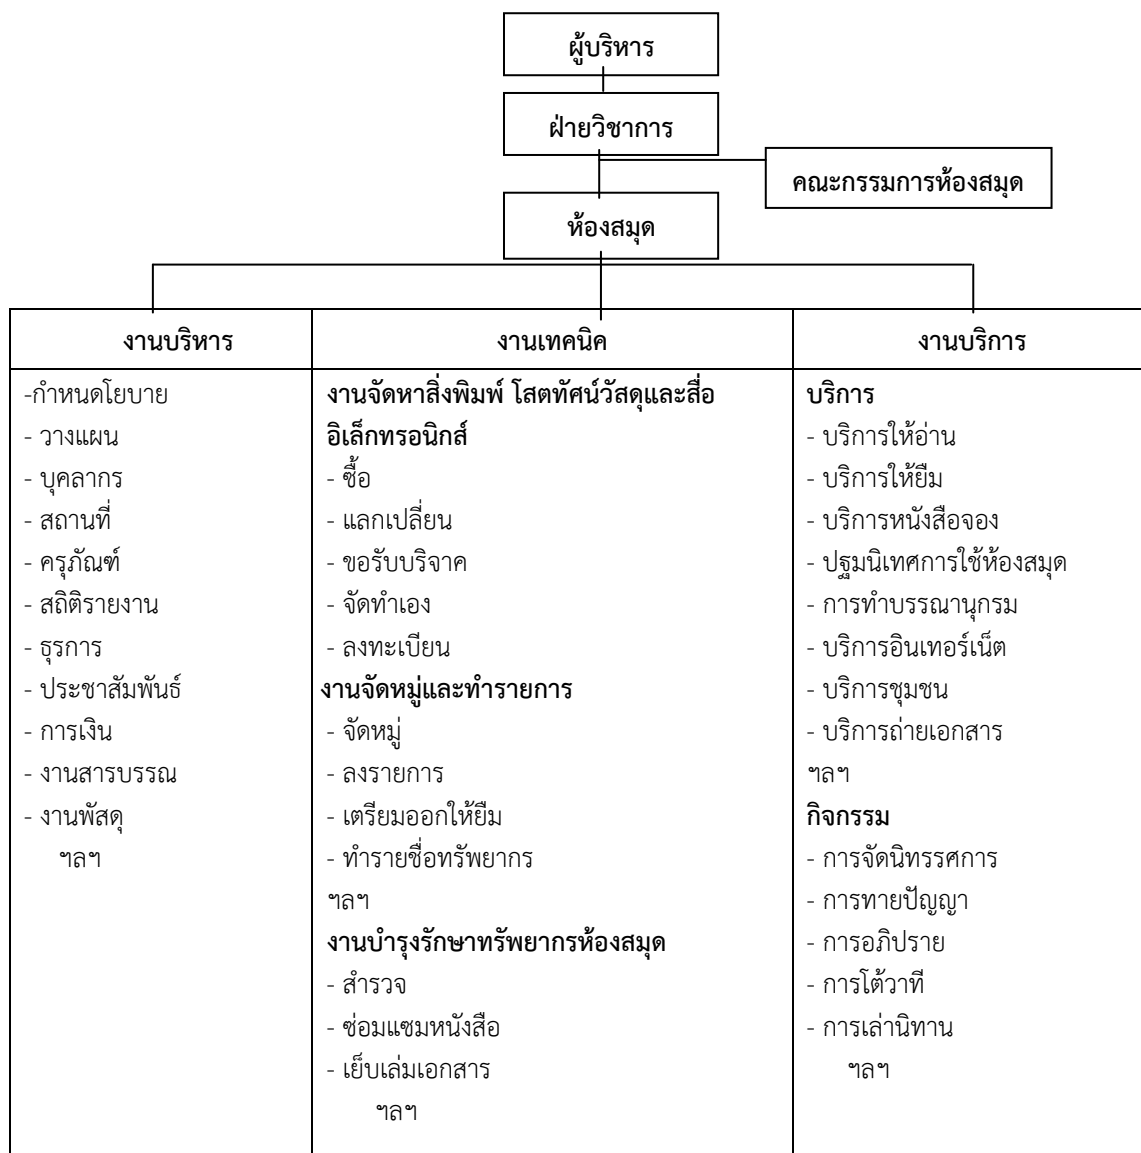 ผู้บริหาร
ฝ่ายวิชาการ
คณะกรรมการห้องสมุด
ห้องสมุด
งานบริหาร
-กำหนดโยบาย
- วางแผน
- บุคลากร
- สถานที่
- ครุภัณฑ์
- สถิติรายงาน
- ธุรการ
- ประชาสัมพันธ์
- การเงิน
- งานสารบรรณ
- งานพัสดุ
ฯลฯ
งานเทคนิค
งานจัดหาสิ่งพิมพ์ โสตทัศน์วัสดุและสื่อ
อิเล็กทรอนิกส์
- ซื้อ
- แลกเปลี่ยน
- ขอรับบริจาค
- จัดทำเอง
- ลงทะเบียน
งานจัดหมู่และทำรายการ
- จัดหมู่
- ลงรายการ
- เตรียมออกให้ยืม
- ทำรายชื่อทรัพยากร
ฯลฯ
งานบำรุงรักษาทรัพยากรห้องสมุด
- สำรวจ
- ซ่อมแซมหนังสือ
- เย็บเล่มเอกสาร
ฯลฯ
งานบริการ
บริการ
- บริการให้อ่าน
- บริการให้ยืม
- บริการหนังสือจอง
- ปฐมนิเทศการใช้ห้องสมุด
- การทำบรรณานุกรม
- บริการอินเทอร์เน็ต
- บริการชุมชน
- บริการถ่ายเอกสาร
ฯลฯ
กิจกรรม
- การจัดนิทรรศการ
- การทายปัญญา
- การอภิปราย
- การโต้วาที
- การเล่านิทาน
ฯลฯ